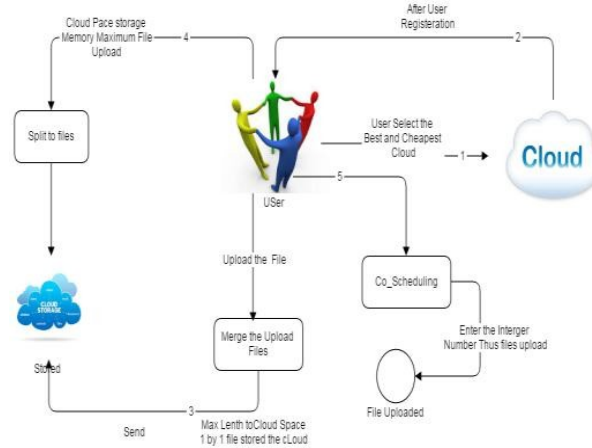 Cloud Pace storage
Memory Maximum File
Upload
4
After User
Registeration
2
Split to files
User Select the
Best and Cheapest
Cloud
1
Cloud
5
USer
Upload the File
Co_Scheduling
CLOUD
STORAGE
Merge the Upload
Files
Enter the Interger
Number Thus files upload
Stored
File Uploaded
3
Send
Max Lenth toCloud Space
1 by 1 file stored the cLoud